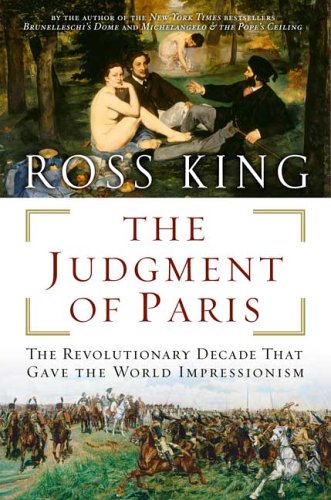 BY THE AUTHOR OF THE NEW YORK TIMES BESTSELLERS
BRUNELLESCHI'S DOME AND MICHELANGELO & THE POPE'S CEILING
ROSS KING
THE
JUDGMENT
OF PARIS
THE REVOLUTIONARY DECADE THAT
GAVE THE WORLD IMPRESSIONISM